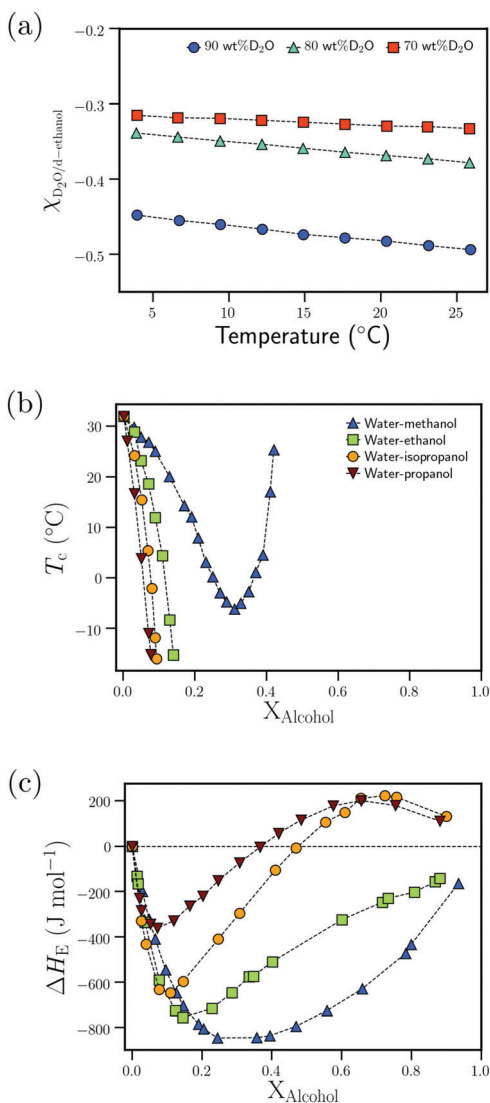 (a)
−0.2
90 wt%D₂O 80 wt%D₂O 70 wt%D₂O
−0.3
−0.4
−0.5
χD₂O/d−ethanol
5 10 15 20 25
Temperature (°C)
(b)
30
20
10
0
−10
Tc (°C)
Water-methanol
Water-ethanol
Water-isopropanol
Water-propanol
0.0 0.2 0.4 0.6 0.8 1.0
XAlcohol
(c)
200
0
−200
−400
−600
−800
ΔHE (J mol⁻¹)
0.0 0.2 0.4 0.6 0.8 1.0
XAlcohol